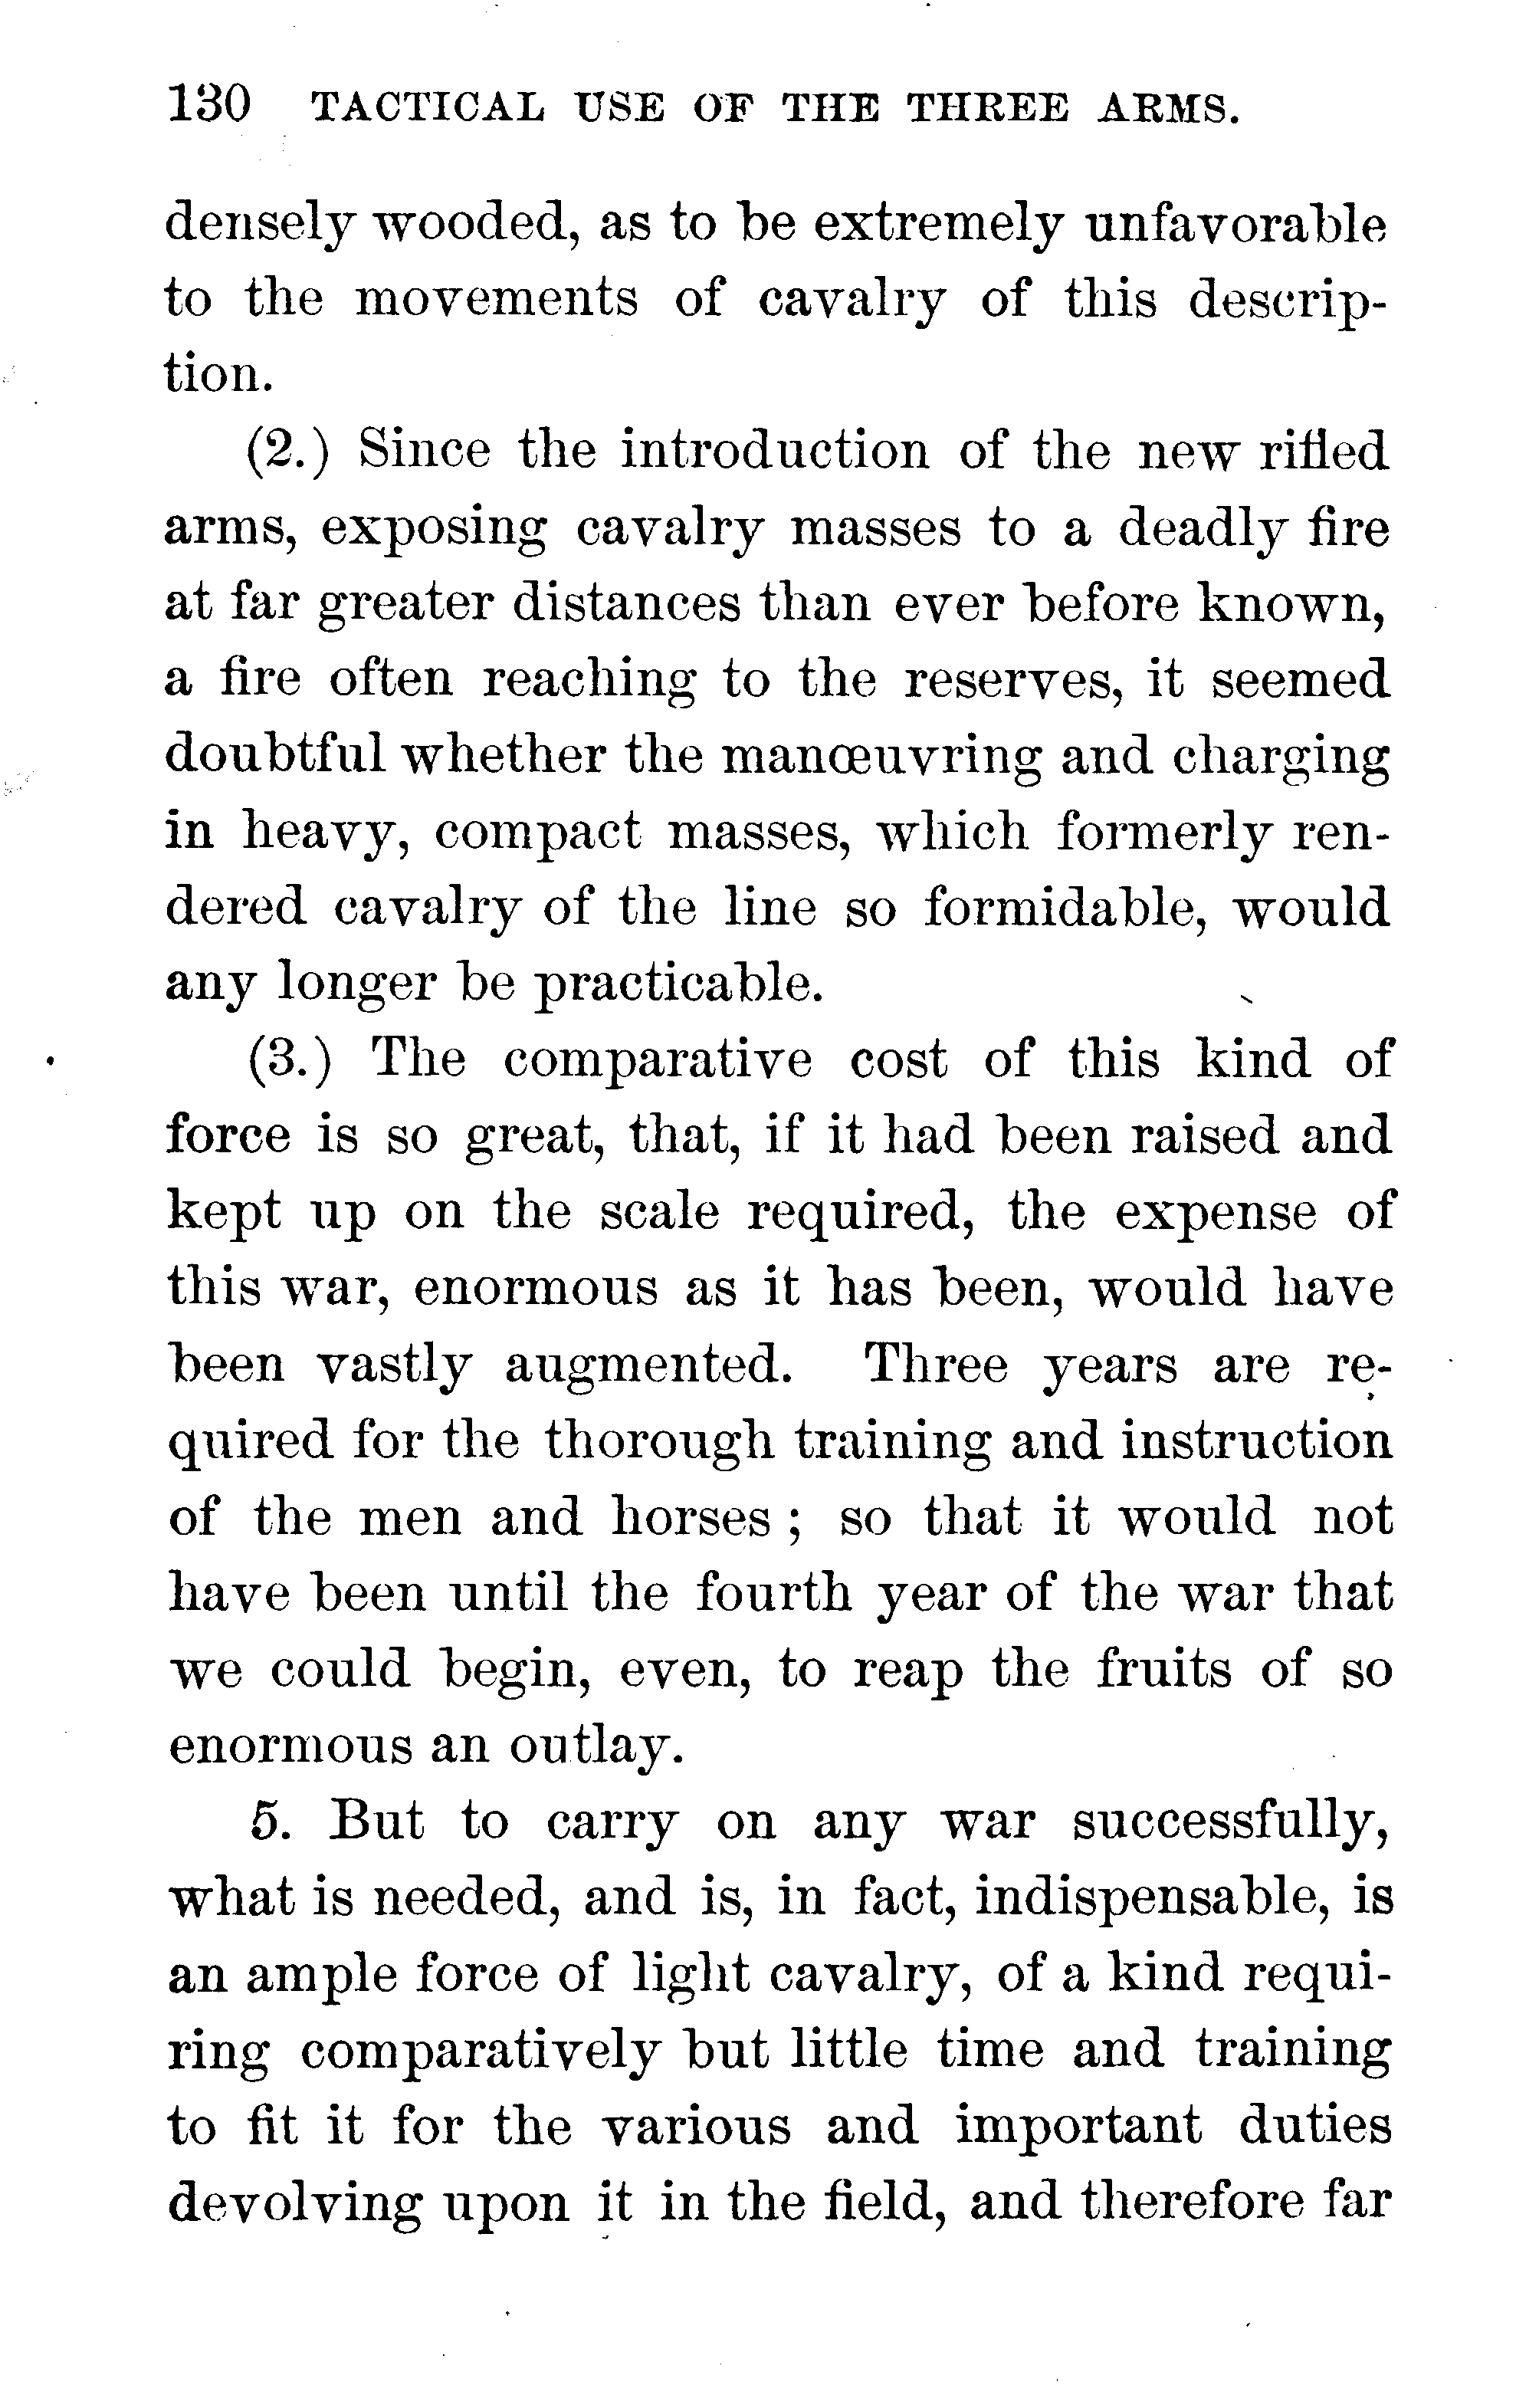 130 TACTICAL USE OF THE THREE ARMS.
densely wooded, as to be extremely unfavorable
to the movements of cavalry of this descrip-
tion.
(2.) Since the introduction of the new rifled
arms, exposing cavalry masses to a deadly fire
at far greater distances than ever before known,
a fire often reaching to the reserves, it seemed
doubtful whether the manœuvring and charging
in heavy, compact masses, which formerly ren-
dered cavalry of the line so formidable, would
any longer be practicable.
(3.) The comparative cost of this kind of
force is so great, that, if it had been raised and
kept up on the scale required, the expense of
this war, enormous as it has been, would have
been vastly augmented. Three years are re-
quired for the thorough training and instruction
of the men and horses ; so that it would not
have been until the fourth year of the war that
we could begin, even, to reap the fruits of so
enormous an outlay.
5. But to carry on any war successfully,
what is needed, and is, in fact, indispensable, is
an ample force of light cavalry, of a kind requi-
ring comparatively but little time and training
to fit it for the various and important duties
devolving upon it in the field, and therefore far